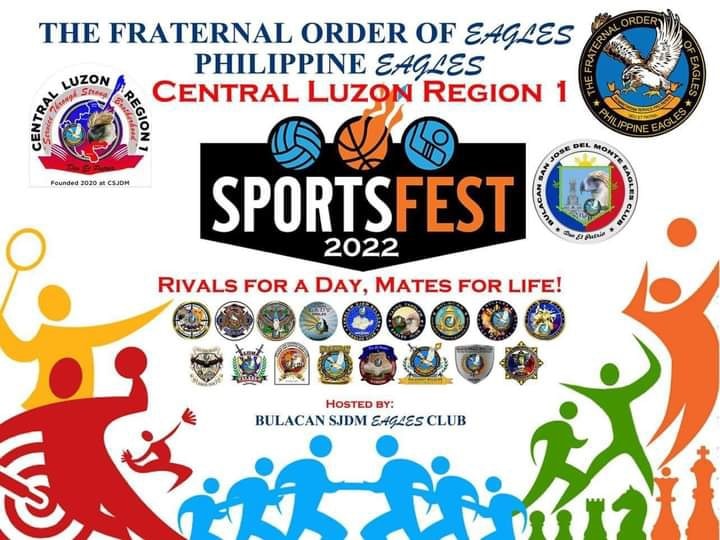 THE FRATERNAL ORDER OF EAGLES
PHILIPPINE EAGLES
CENTRAL LUZON REGION 1
CENTRAL LUZON REGION 1
Service Through Strong Brotherhood
Deo Et Patria
Founded 2020 at CSJDM
THE FRATERNAL ORDER OF EAGLES
PHILIPPINE EAGLES
SPORTSFEST
2022
BULACAN SAN JOSE DEL MONTE EAGLES CLUB
Deo Et Patria
RIVALS FOR A DAY, MATES FOR LIFE!
HOSTED BY:
BULACAN SJDM EAGLES CLUB